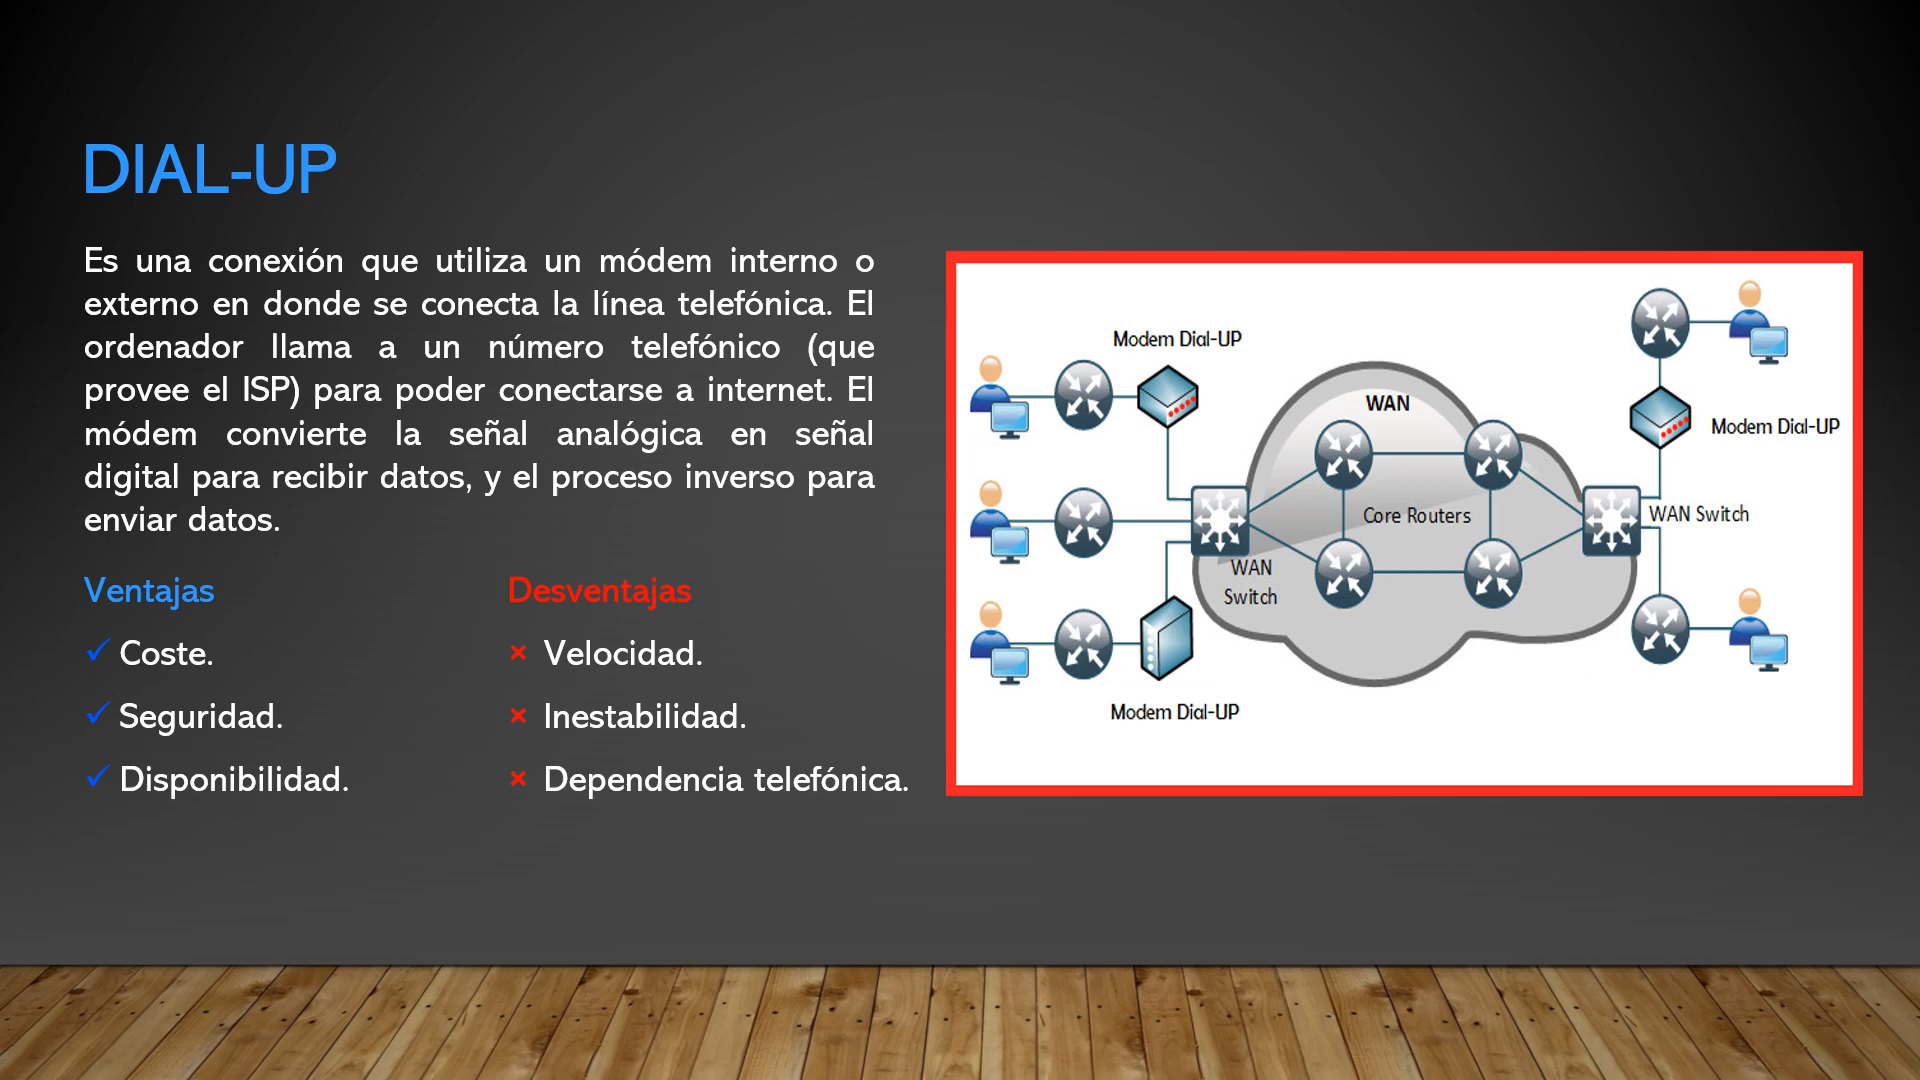 DIAL-UP
Es una conexión que utiliza un módem interno o
externo en donde se conecta la línea telefónica. El
ordenador llama a un número telefónico (que
provee el ISP) para poder conectarse a internet. El
módem convierte la señal analógica en señal
digital para recibir datos, y el proceso inverso para
enviar datos.
Ventajas
Coste.
Seguridad.
Disponibilidad.
Desventajas
Velocidad.
Inestabilidad.
Dependencia telefónica.
Modem Dial-UP
WAN
Modem Dial-UP
Core Routers
WAN Switch
WAN
Switch
Modem Dial-UP